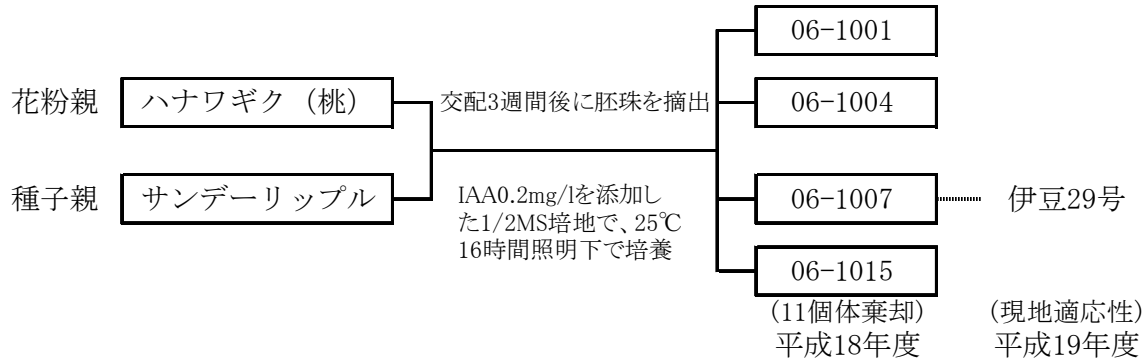 06-1001
花粉親 ハナワギク（桃） 交配3週間後に胚珠を摘出 06-1004
種子親 サンデーリップル IAA0.2mg/lを添加し
た1/2MS培地で、25℃
16時間照明下で培養
06-1007 伊豆29号
06-1015
(11個体棄却) (現地適応性)
平成18年度 平成19年度